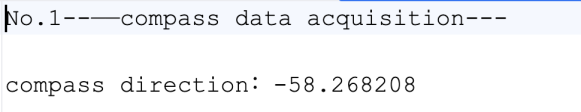 No.1--—-compass data acquisition---
compass direction: -58.268208